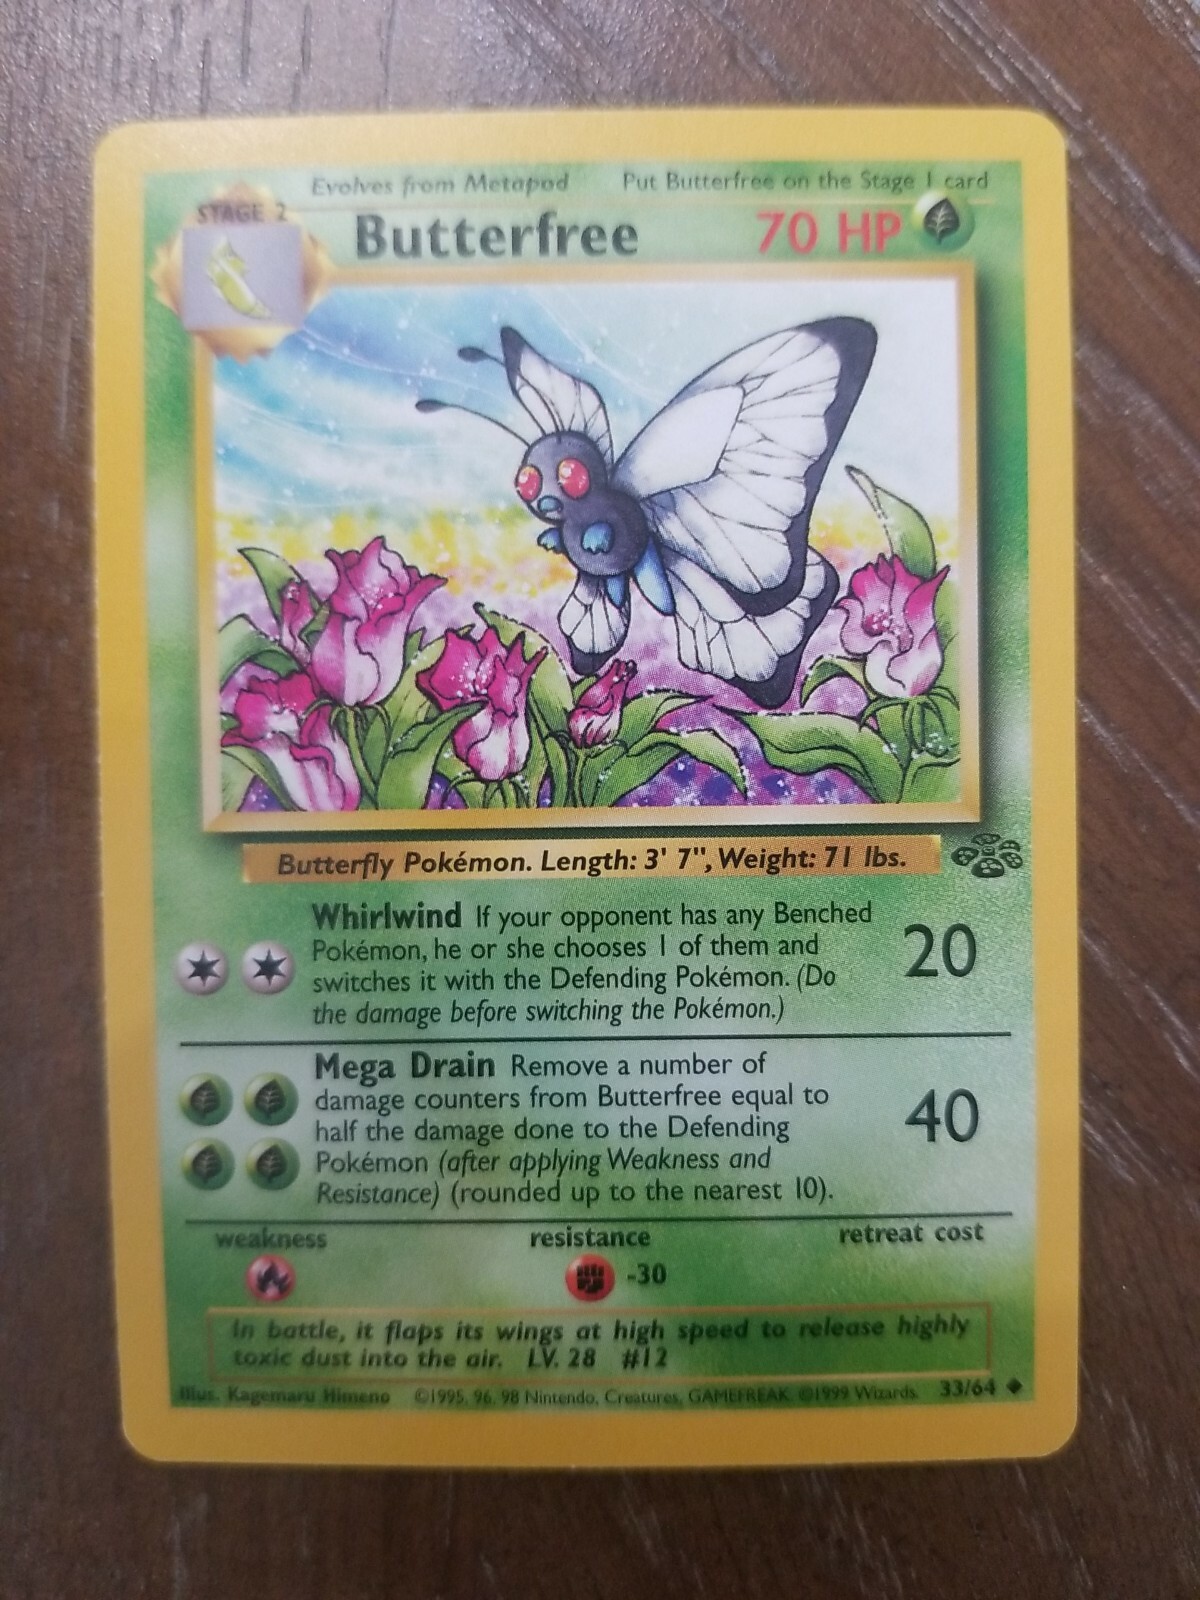 Evolves from Metapod Put Butterfree on the Stage 1 card
STAGE 2
Butterfree 70 HP
Butterfly Pokémon. Length: 3' 7", Weight: 71 lbs.
Whirlwind If your opponent has any Benched
Pokémon, he or she chooses 1 of them and
switches it with the Defending Pokémon. (Do
the damage before switching the Pokémon.)
20
Mega Drain Remove a number of
damage counters from Butterfree equal to
half the damage done to the Defending
Pokémon (after applying Weakness and
Resistance) (rounded up to the nearest 10).
40
weakness resistance retreat cost
-30
In battle, it flaps its wings at high speed to release highly
toxic dust into the air. LV. 28 #12
Illus. Kagemaru Himeno ©1995, 96, 98 Nintendo, Creatures, GAMEFREAK. ©1999 Wizards. 33/64